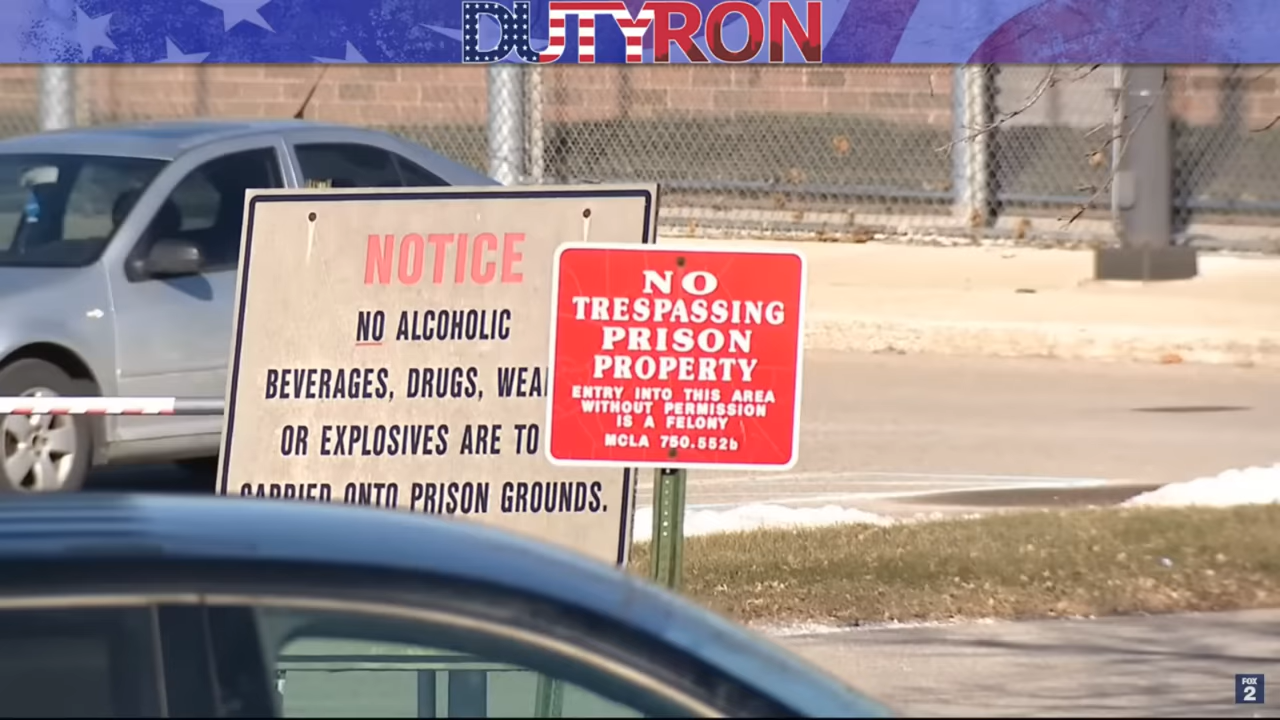 DUTYRON
NOTICE
NO ALCOHOLIC
BEVERAGES, DRUGS,
OR EXPLOSIVES ARE TO
CARRIED ONTO PRISON GROUNDS.
NO
TRESPASSING
PRISON
PROPERTY
ENTRY INTO THIS AREA
WITHOUT PERMISSION
IS A FELONY
MCLA 750.552b
FOX
2